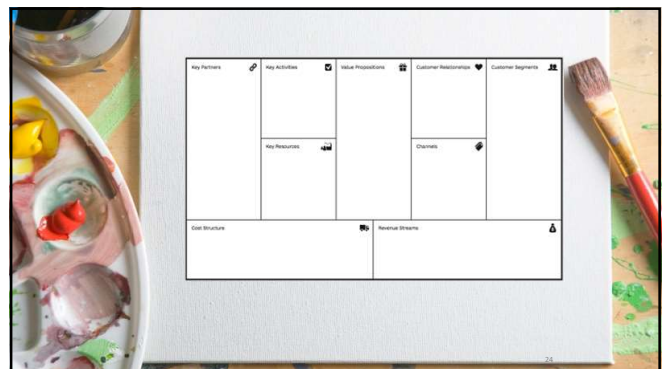 Key Partners
Key Activities
Value Propositions
Customer Relationships
Customer Segments
Key Resources
Channels
Cost Structure
Revenue Streams
24